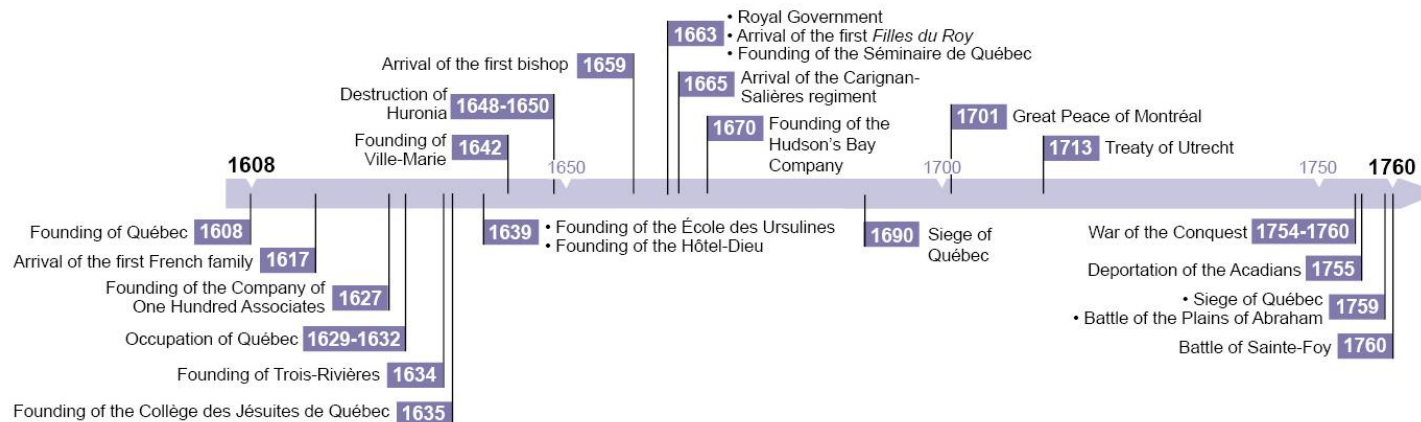 • Royal Government
1663 • Arrival of the first Filles du Roy
• Founding of the Séminaire de Québec
Arrival of the first bishop 1659
1665 Arrival of the Carignan-
Salières regiment
Destruction of
Huronia 1648-1650
1670 Founding of the
Hudson's Bay
Company
1701 Great Peace of Montréal
Founding of
Ville-Marie 1642
1713 Treaty of Utrecht
1608 1650 1700 1750 1760
Founding of Québec 1608
1639 • Founding of the École des Ursulines
• Founding of the Hôtel-Dieu
1690 Siege of
Québec
War of the Conquest 1754-1760
Arrival of the first French family 1617
Deportation of the Acadians 1755
Founding of the Company of
One Hundred Associates 1627
• Siege of Québec
• Battle of the Plains of Abraham 1759
Occupation of Québec 1629-1632
Battle of Sainte-Foy 1760
Founding of Trois-Rivières 1634
Founding of the Collège des Jésuites de Québec 1635